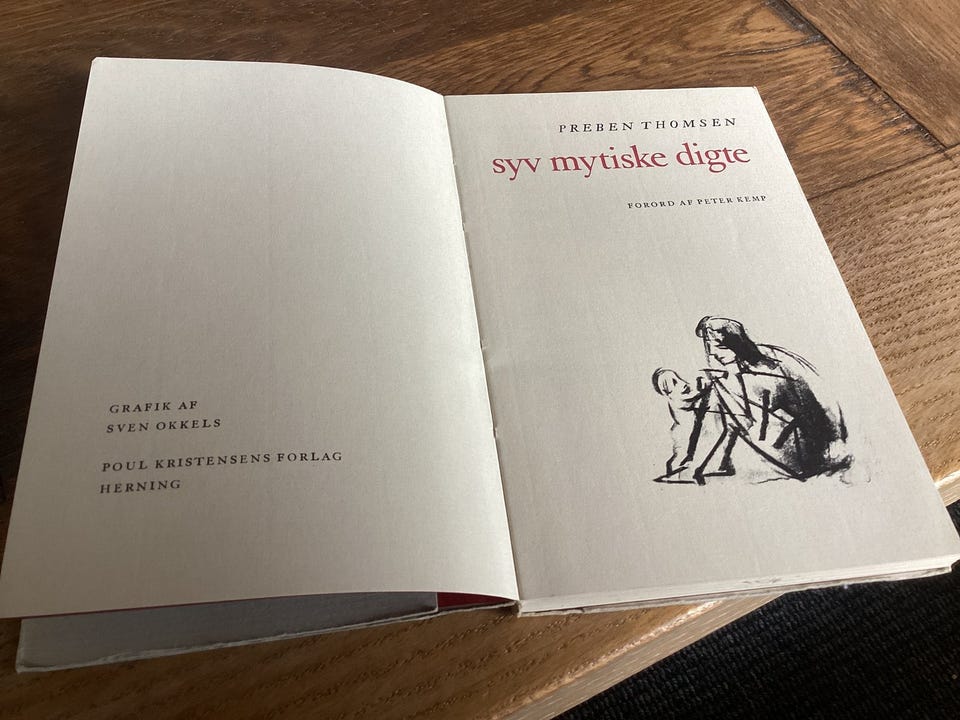 GRAFIK AF
SVEN OKKELS
POUL KRISTENSENS FORLAG
HERNING
PREBEN THOMSEN
syv mytiske digte
FORORD AF PETER KEMP